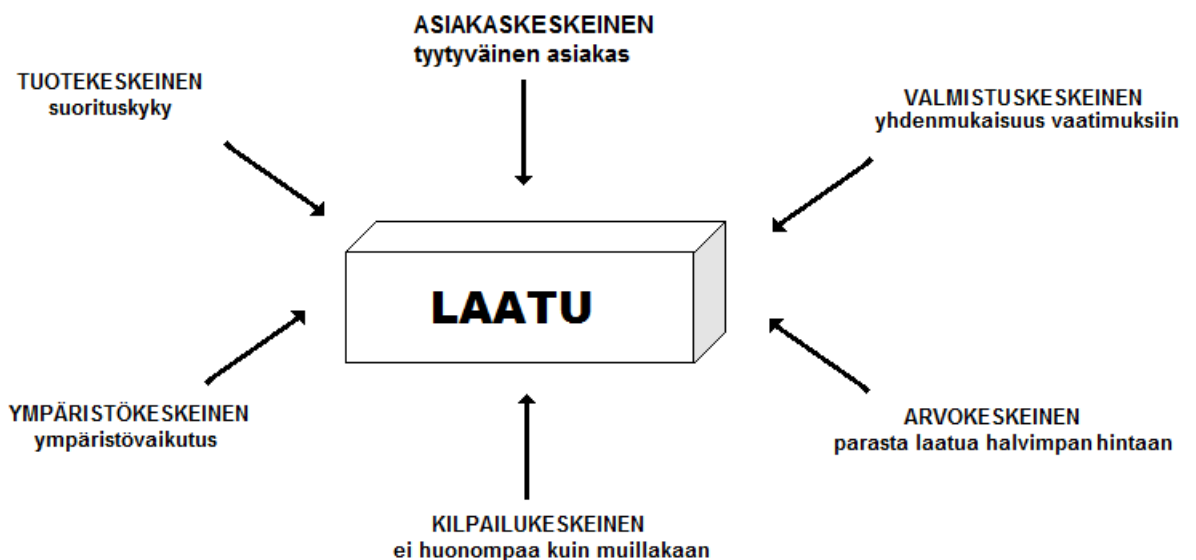 ASIAKASKESKEINEN
tyytyväinen asiakas
TUOTEKESKEINEN
suorituskyky
VALMISTUSKESKEINEN
yhdenmukaisuus vaatimuksiin
LAATU
YMPÄRISTÖKESKEINEN
ympäristövaikutus
ARVOKESKEINEN
parasta laatua halvimpan hintaan
KILPAILUKESKEINEN
ei huonompaa kuin muillakaan